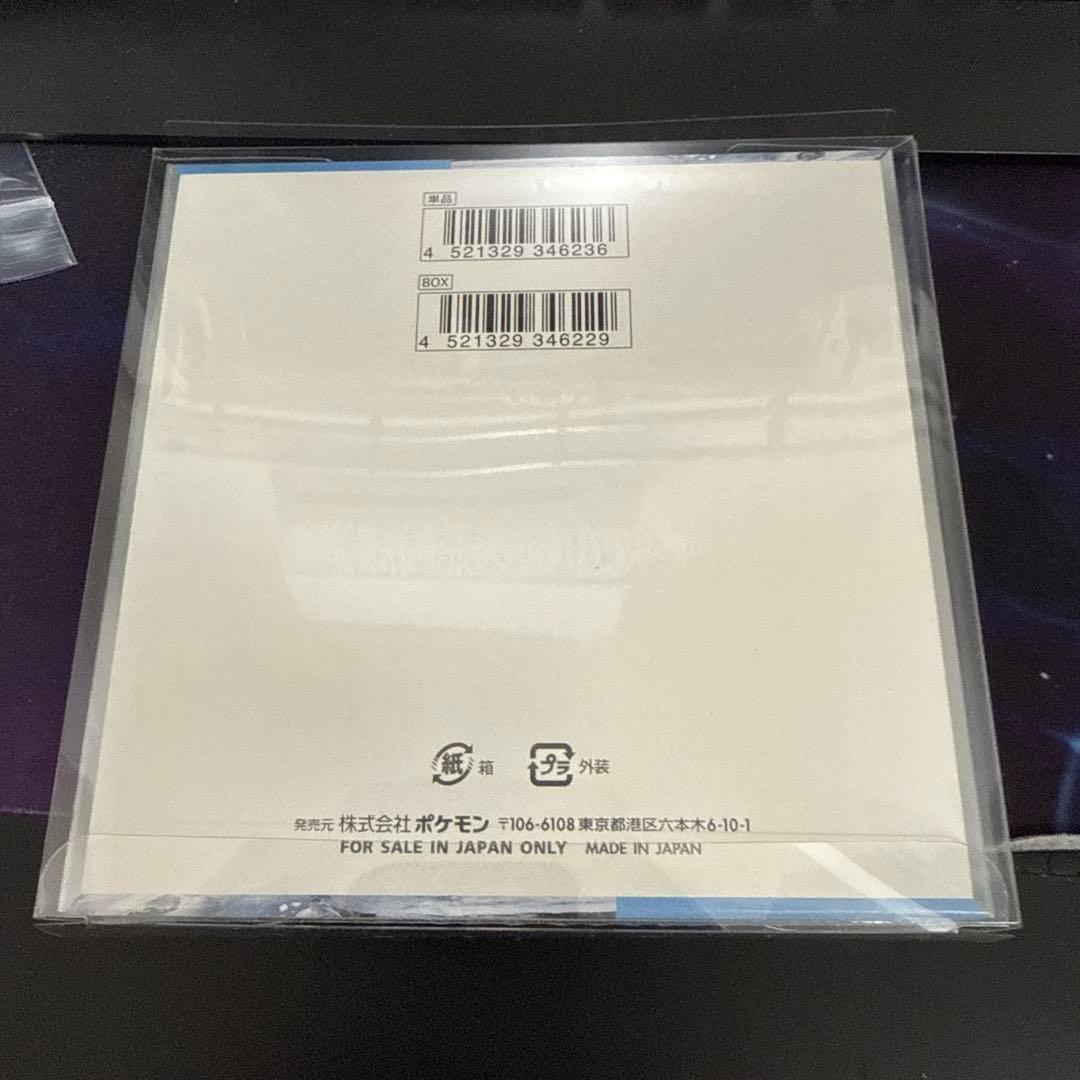 単品
4 521329 346236
BOX
4 521329 346229
紙 箱 プラ 外装
発売元 株式会社ポケモン 〒106-6108 東京都港区六本木6-10-1
FOR SALE IN JAPAN ONLY MADE IN JAPAN